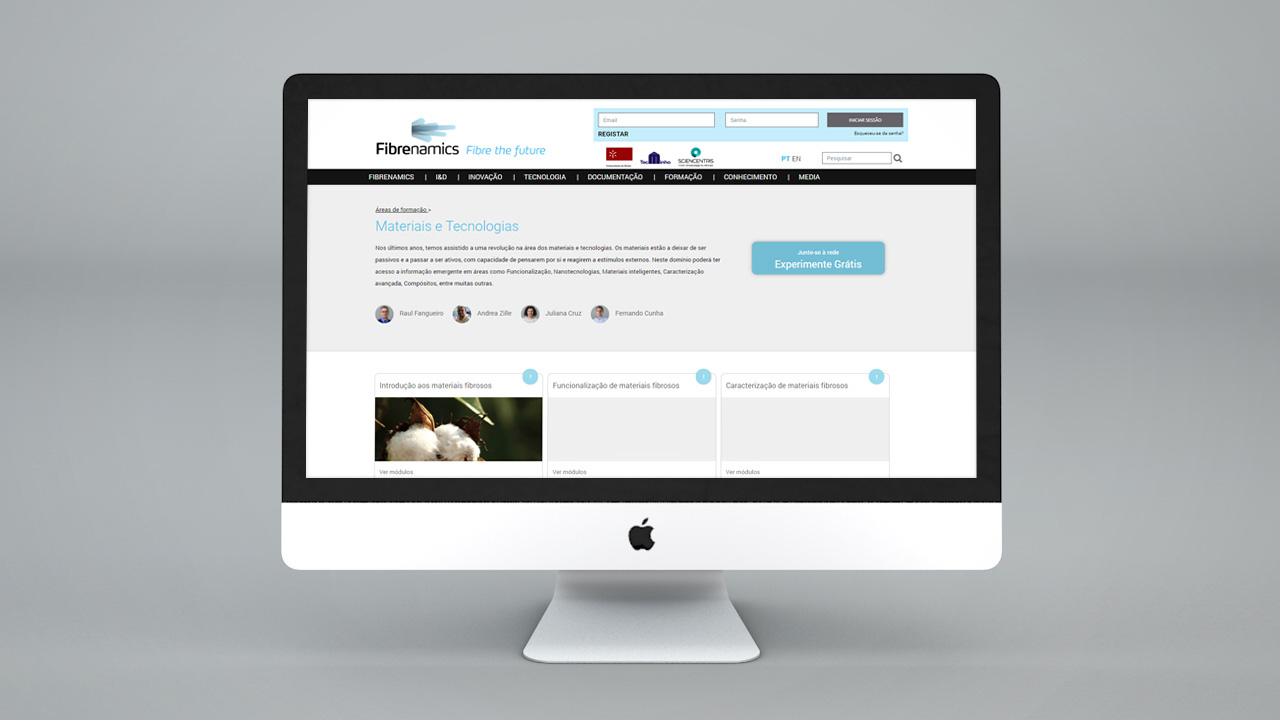 Fibrenamics Fibre the future
Email
Senha
INICIAR SESSÃO
REGISTAR
Esqueceu-se da senha?
TecMinho
SCIENCENTRIS
PT EN
Pesquisar
FIBRENAMICS | I&D | INOVAÇÃO | TECNOLOGIA | DOCUMENTAÇÃO | FORMAÇÃO | CONHECIMENTO | MEDIA
Áreas de formação >
Materiais e Tecnologias
Nos últimos anos, temos assistido a uma revolução na área dos materiais e tecnologias. Os materiais estão a deixar de ser
passivos e a passar a ser ativos, com capacidade de pensarem por si e reagirem a estímulos externos. Neste domínio poderá ter
acesso a informação emergente em áreas como Funcionalização, Nanotecnologias, Materiais inteligentes, Caracterização
avançada, Compósitos, entre muitas outras.
Junte-se à rede
Experimente Grátis
Raul Fangueiro
Andrea Zille
Juliana Cruz
Fernando Cunha
Introdução aos materiais fibrosos
Funcionalização de materiais fibrosos
Caracterização de materiais fibrosos
Ver módulos
Ver módulos
Ver módulos